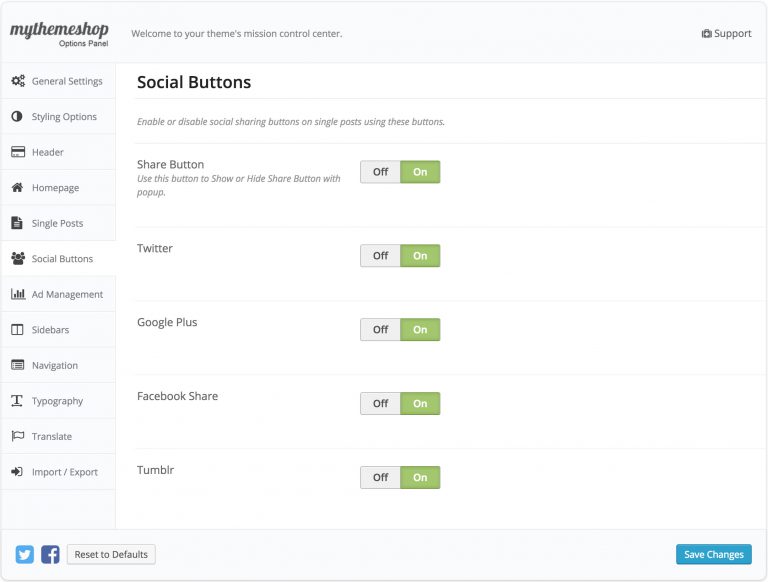 mythemeshop
Options Panel
Welcome to your theme's mission control center.
Support
General Settings
Styling Options
Header
Homepage
Single Posts
Social Buttons
Ad Management
Sidebars
Navigation
Typography
Translate
Import / Export
Social Buttons
Enable or disable social sharing buttons on single posts using these buttons.
Share Button
Use this button to Show or Hide Share Button with
popup.
Off On
Twitter
Off On
Google Plus
Off On
Facebook Share
Off On
Tumblr
Off On
Reset to Defaults
Save Changes